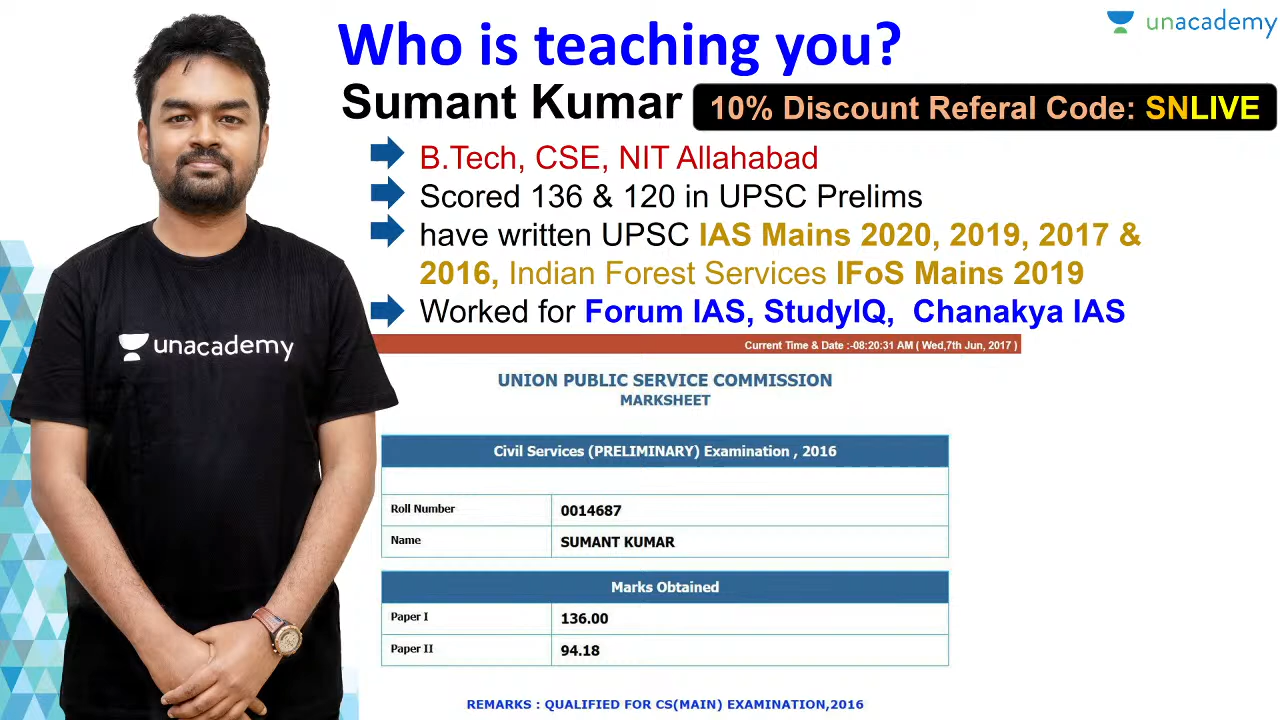 unacademy
Who is teaching you?
Sumant Kumar
10% Discount Referal Code: SNLIVE
B.Tech, CSE, NIT Allahabad
Scored 136 & 120 in UPSC Prelims
have written UPSC IAS Mains 2020, 2019, 2017 &
2016, Indian Forest Services IFoS Mains 2019
Worked for Forum IAS, StudyIQ, Chanakya IAS
unacademy
Current Time & Date :-08:20:31 AM ( Wed,7th Jun, 2017 )
UNION PUBLIC SERVICE COMMISSION
MARKSHEET
Civil Services (PRELIMINARY) Examination , 2016
Roll Number 0014687
Name SUMANT KUMAR
Marks Obtained
Paper I 136.00
Paper II 94.18
REMARKS : QUALIFIED FOR CS(MAIN) EXAMINATION,2016